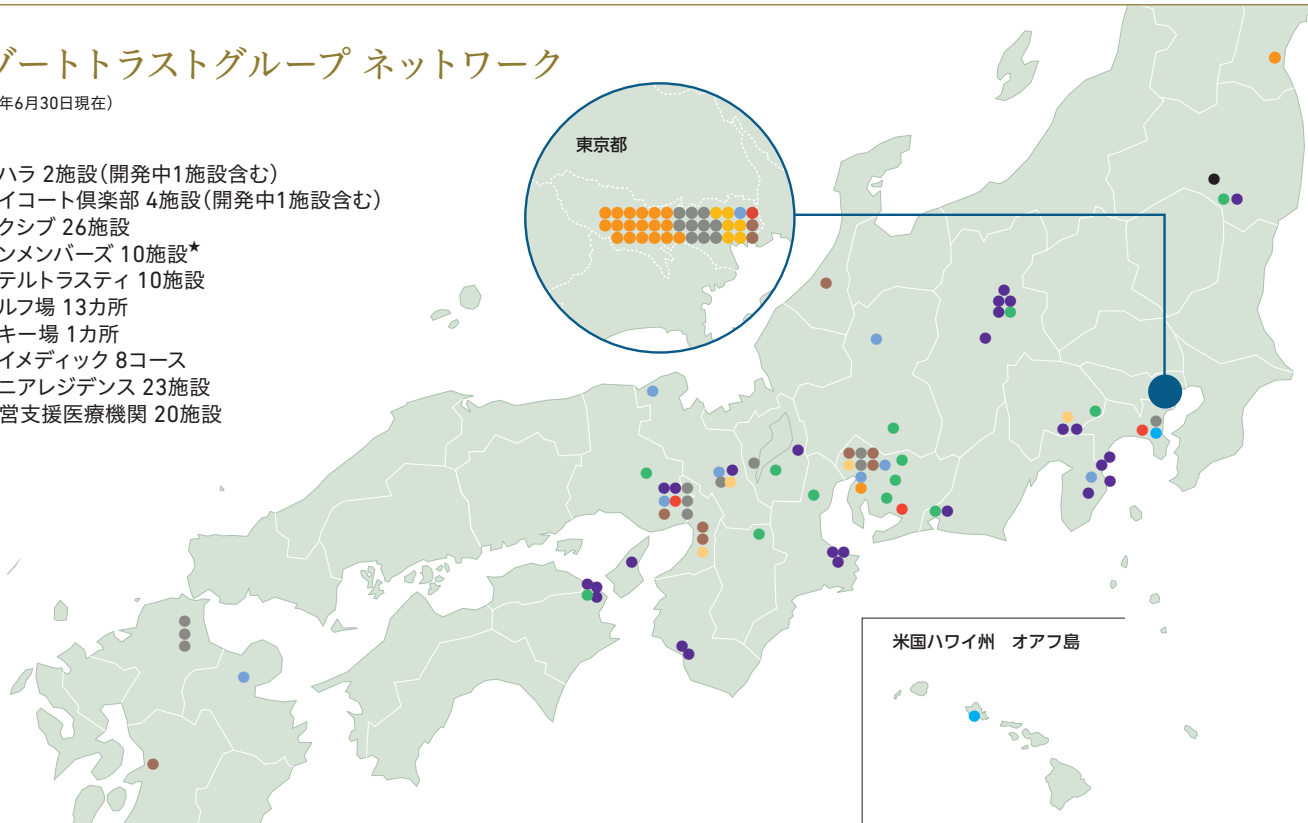 ゾートトラストグループ ネットワーク
年6月30日現在）
ハラ 2施設（開発中1施設含む）
イコート倶楽部 4施設（開発中1施設含む）
クシブ 26施設
ンメンバーズ 10施設★
テルトラスティ 10施設
ルフ場 13カ所
キー場 1カ所
イメディック 8コース
ニアレジデンス 23施設
営支援医療機関 20施設
東京都
米国ハワイ州　オアフ島